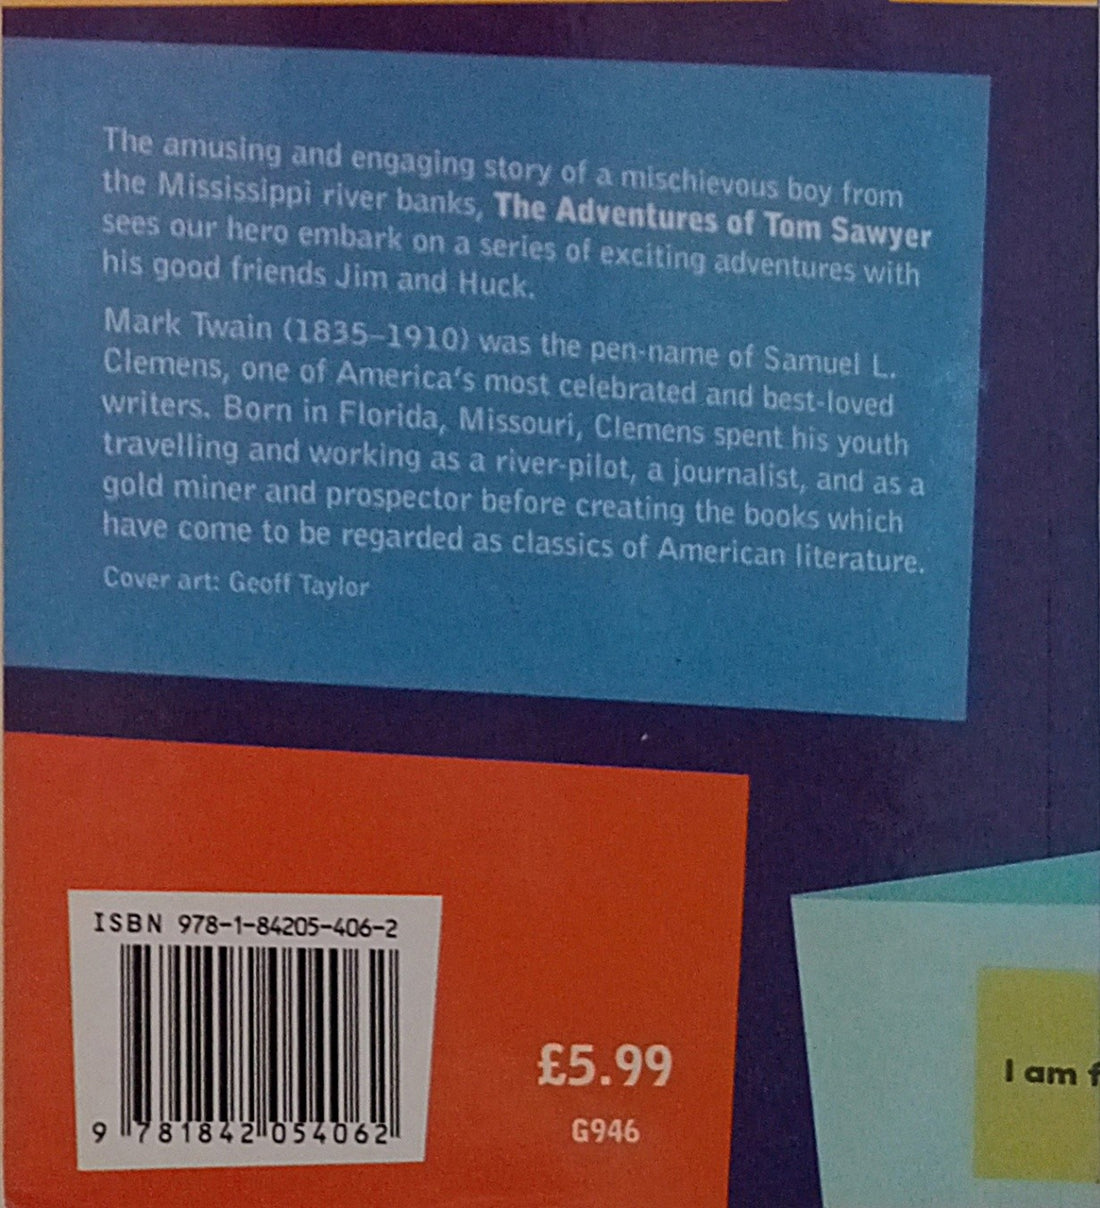 The amusing and engaging story of a mischievous boy from
the Mississippi river banks, The Adventures of Tom Sawyer
sees our hero embark on a series of exciting adventures with
his good friends Jim and Huck.
Mark Twain (1835–1910) was the pen-name of Samuel L.
Clemens, one of America's most celebrated and best-loved
writers. Born in Florida, Missouri, Clemens spent his youth
travelling and working as a river-pilot, a journalist, and as a
gold miner and prospector before creating the books which
have come to be regarded as classics of American literature.
Cover art: Geoff Taylor
ISBN 978-1-84205-406-2
9 781842 054062
£5.99
G946
I am f